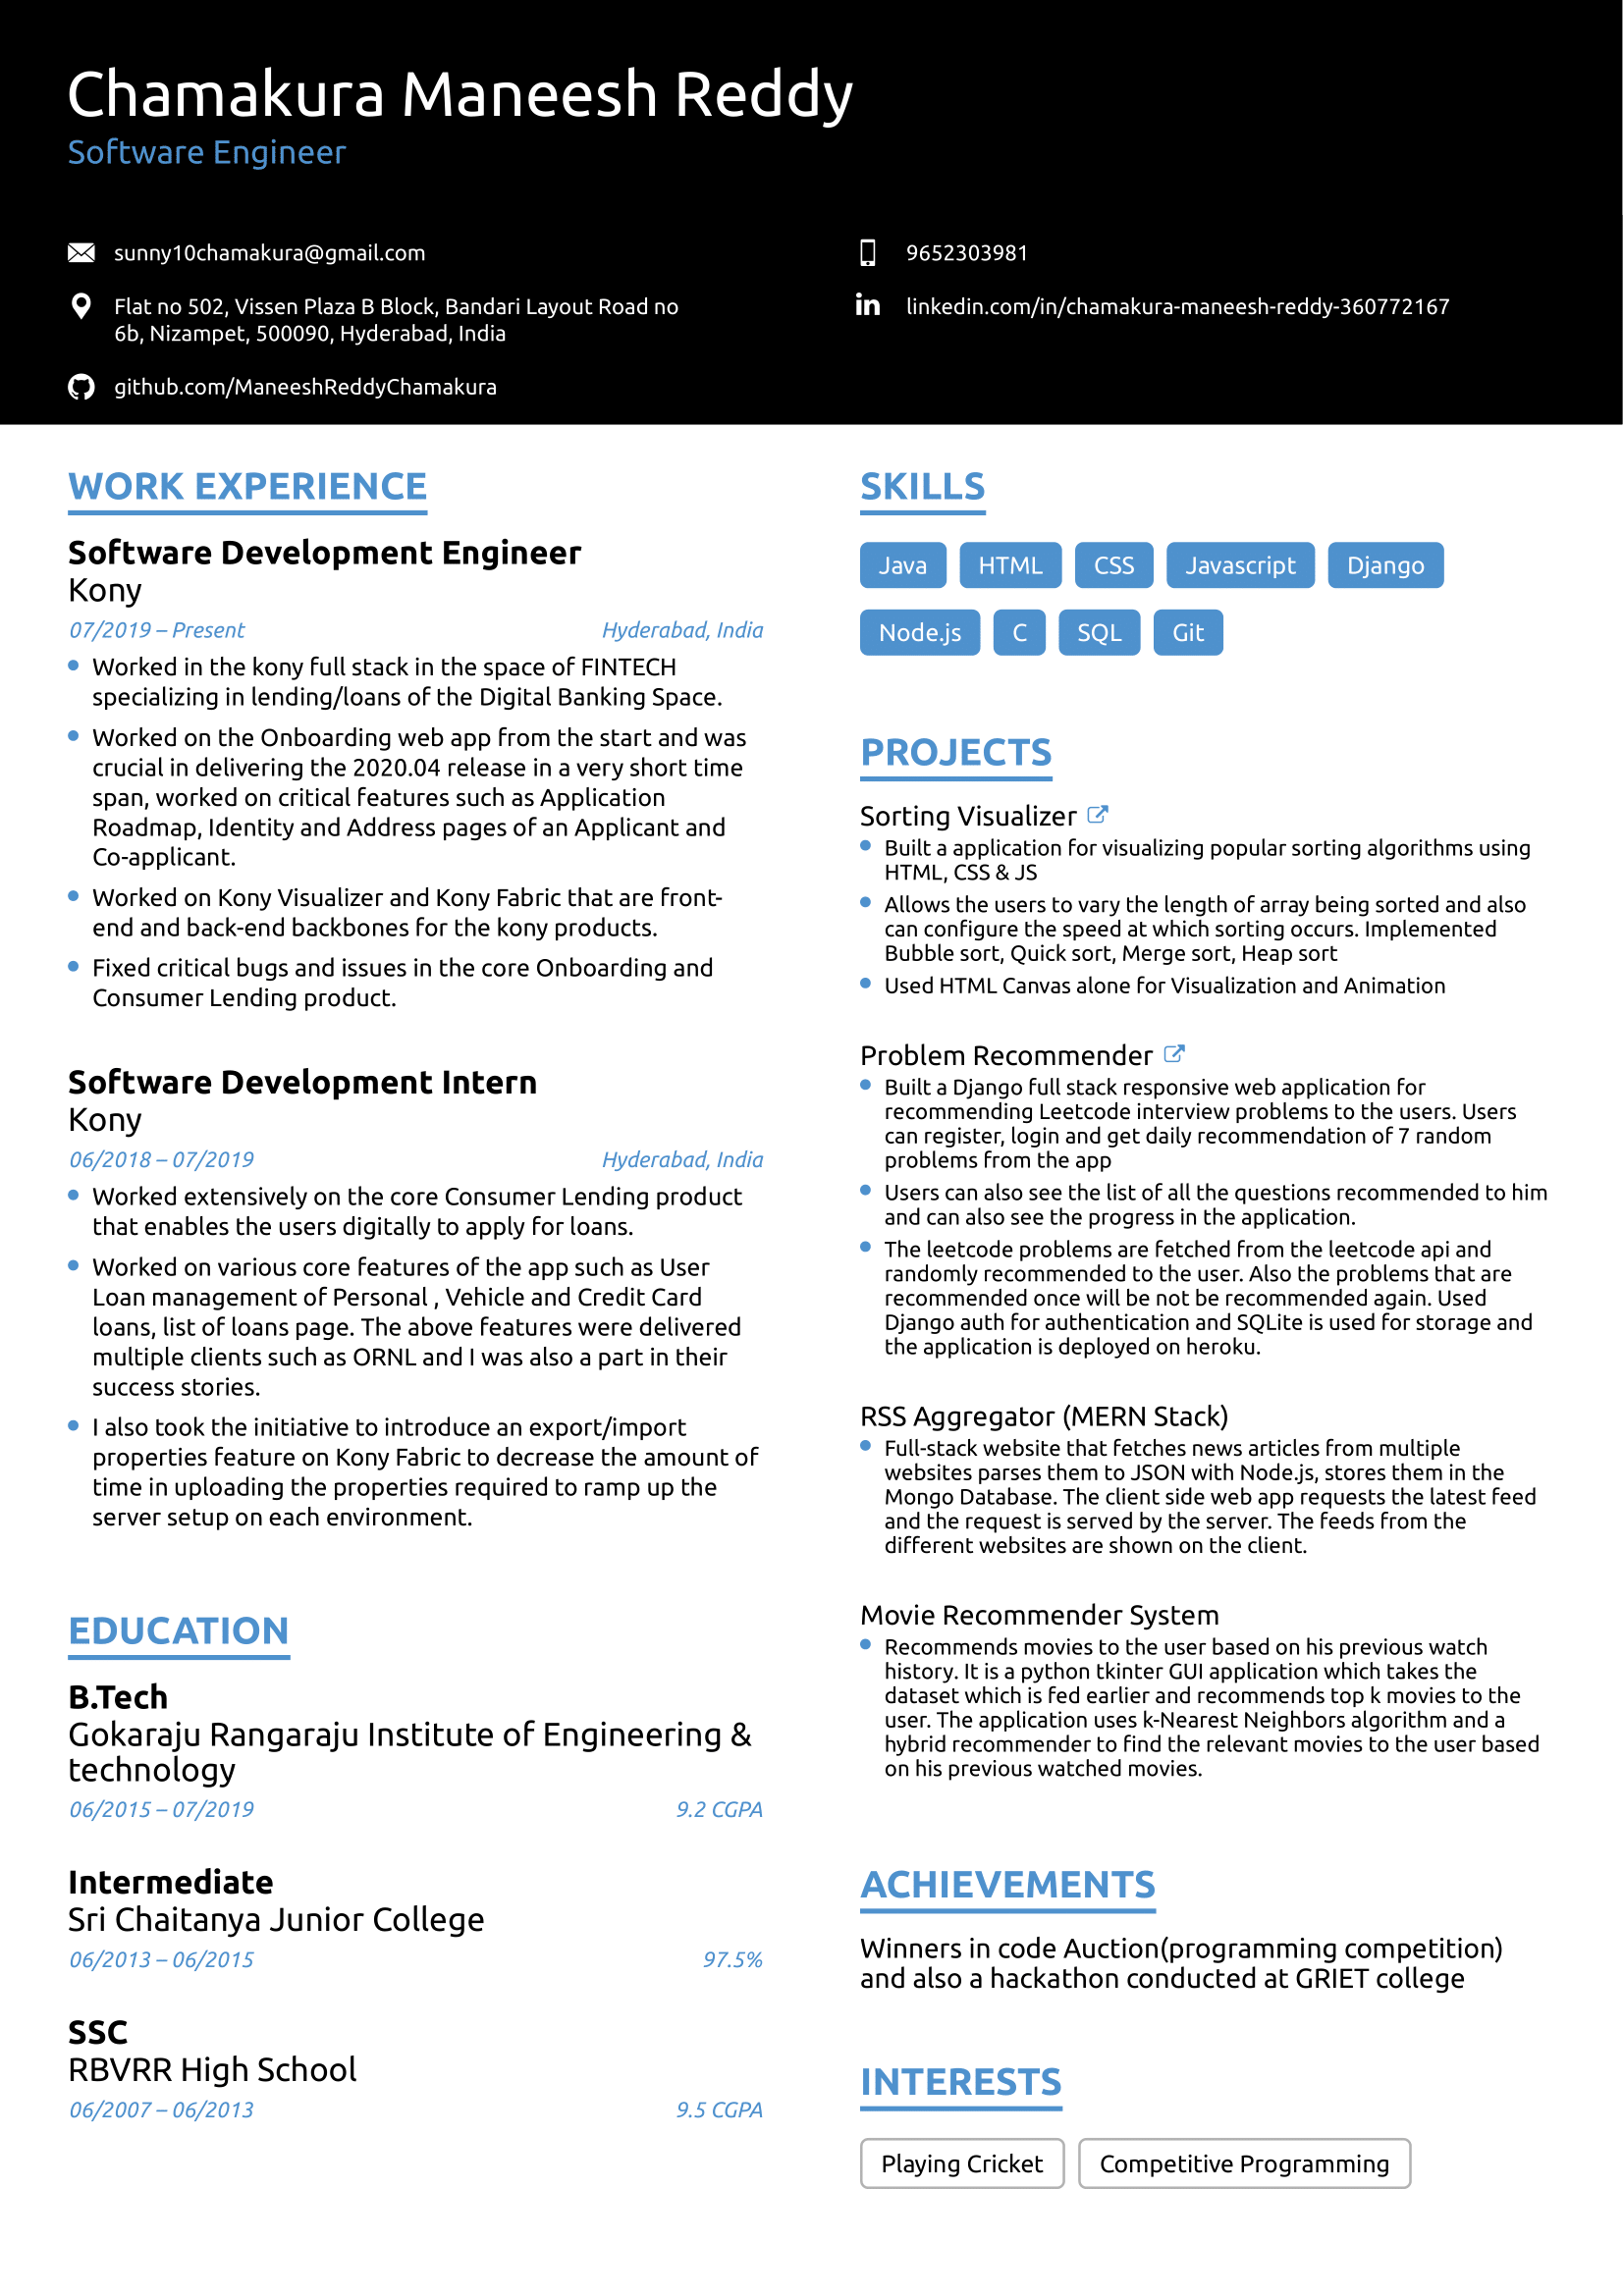 Chamakura Maneesh Reddy
Software Engineer
sunny10chamakura@gmail.com
9652303981
Flat no 502, Vissen Plaza B Block, Bandari Layout Road no
6b, Nizampet, 500090, Hyderabad, India
linkedin.com/in/chamakura-maneesh-reddy-360772167
github.com/ManeeshReddyChamakura
WORK EXPERIENCE
Software Development Engineer
Kony
07/2019 – Present
Hyderabad, India
Worked in the kony full stack in the space of FINTECH
specializing in lending/loans of the Digital Banking Space.
Worked on the Onboarding web app from the start and was
crucial in delivering the 2020.04 release in a very short time
span, worked on critical features such as Application
Roadmap, Identity and Address pages of an Applicant and
Co-applicant.
Worked on Kony Visualizer and Kony Fabric that are front-
end and back-end backbones for the kony products.
Fixed critical bugs and issues in the core Onboarding and
Consumer Lending product.
Software Development Intern
Kony
06/2018 – 07/2019
Hyderabad, India
Worked extensively on the core Consumer Lending product
that enables the users digitally to apply for loans.
Worked on various core features of the app such as User
Loan management of Personal , Vehicle and Credit Card
loans, list of loans page. The above features were delivered
multiple clients such as ORNL and I was also a part in their
success stories.
I also took the initiative to introduce an export/import
properties feature on Kony Fabric to decrease the amount of
time in uploading the properties required to ramp up the
server setup on each environment.
EDUCATION
B.Tech
Gokaraju Rangaraju Institute of Engineering &
technology
06/2015 – 07/2019
9.2 CGPA
Intermediate
Sri Chaitanya Junior College
06/2013 – 06/2015
97.5%
SSC
RBVRR High School
06/2007 – 06/2013
9.5 CGPA
SKILLS
Java HTML CSS Javascript Django
Node.js C SQL Git
PROJECTS
Sorting Visualizer
Built a application for visualizing popular sorting algorithms using
HTML, CSS & JS
Allows the users to vary the length of array being sorted and also
can configure the speed at which sorting occurs. Implemented
Bubble sort, Quick sort, Merge sort, Heap sort
Used HTML Canvas alone for Visualization and Animation
Problem Recommender
Built a Django full stack responsive web application for
recommending Leetcode interview problems to the users. Users
can register, login and get daily recommendation of 7 random
problems from the app
Users can also see the list of all the questions recommended to him
and can also see the progress in the application.
The leetcode problems are fetched from the leetcode api and
randomly recommended to the user. Also the problems that are
recommended once will be not be recommended again. Used
Django auth for authentication and SQLite is used for storage and
the application is deployed on heroku.
RSS Aggregator (MERN Stack)
Full-stack website that fetches news articles from multiple
websites parses them to JSON with Node.js, stores them in the
Mongo Database. The client side web app requests the latest feed
and the request is served by the server. The feeds from the
different websites are shown on the client.
Movie Recommender System
Recommends movies to the user based on his previous watch
history. It is a python tkinter GUI application which takes the
dataset which is fed earlier and recommends top k movies to the
user. The application uses k-Nearest Neighbors algorithm and a
hybrid recommender to find the relevant movies to the user based
on his previous watched movies.
ACHIEVEMENTS
Winners in code Auction(programming competition)
and also a hackathon conducted at GRIET college
INTERESTS
Playing Cricket Competitive Programming